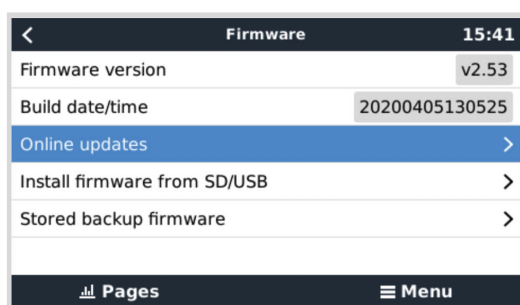 Firmware 15:41
Firmware version v2.53
Build date/time 20200405130525
Online updates
Install firmware from SD/USB
Stored backup firmware
Pages Menu